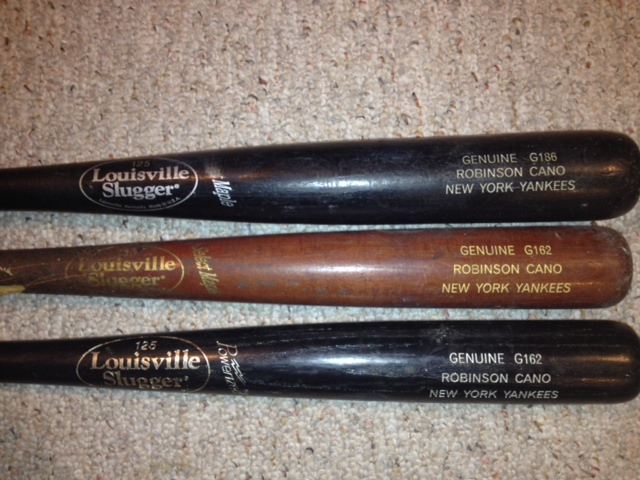 125
Louisville
Slugger®
Maple
GENUINE G186
ROBINSON CANO
NEW YORK YANKEES
Louisville
Slugger®
GENUINE G162
ROBINSON CANO
NEW YORK YANKEES
125
Louisville
Slugger®
GENUINE G162
ROBINSON CANO
NEW YORK YANKEES